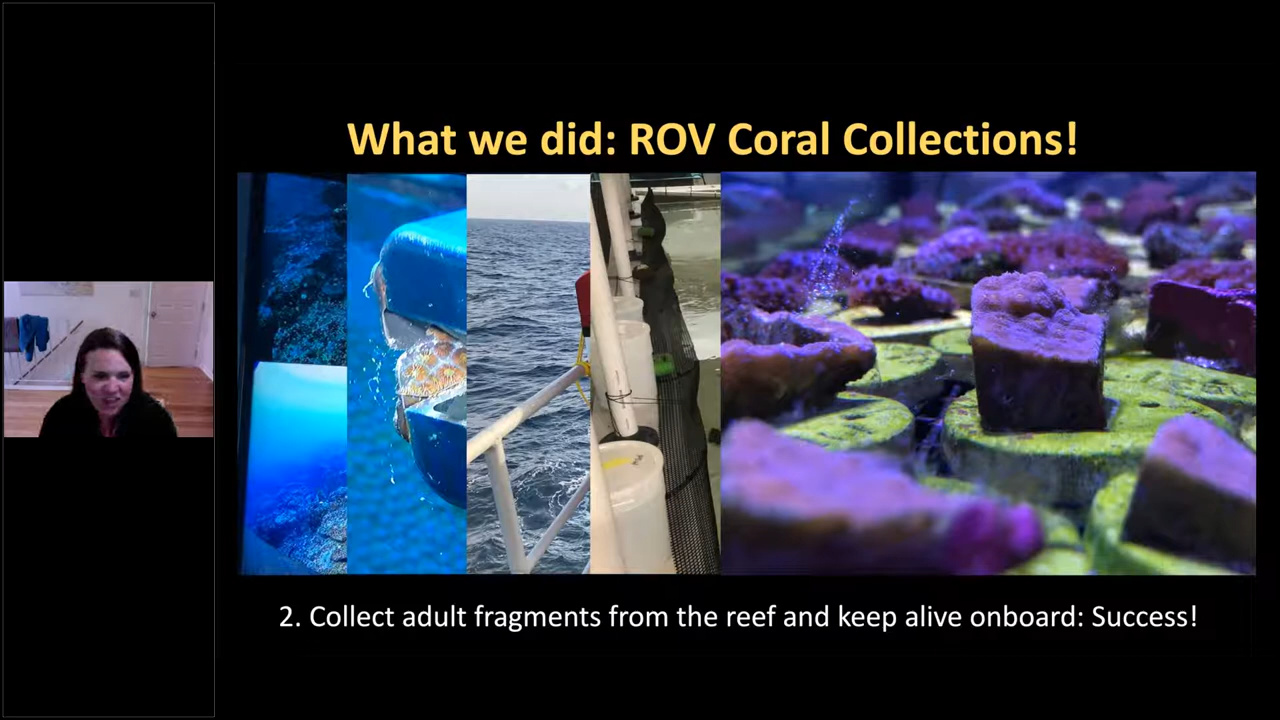 What we did: ROV Coral Collections!
2. Collect adult fragments from the reef and keep alive onboard: Success!